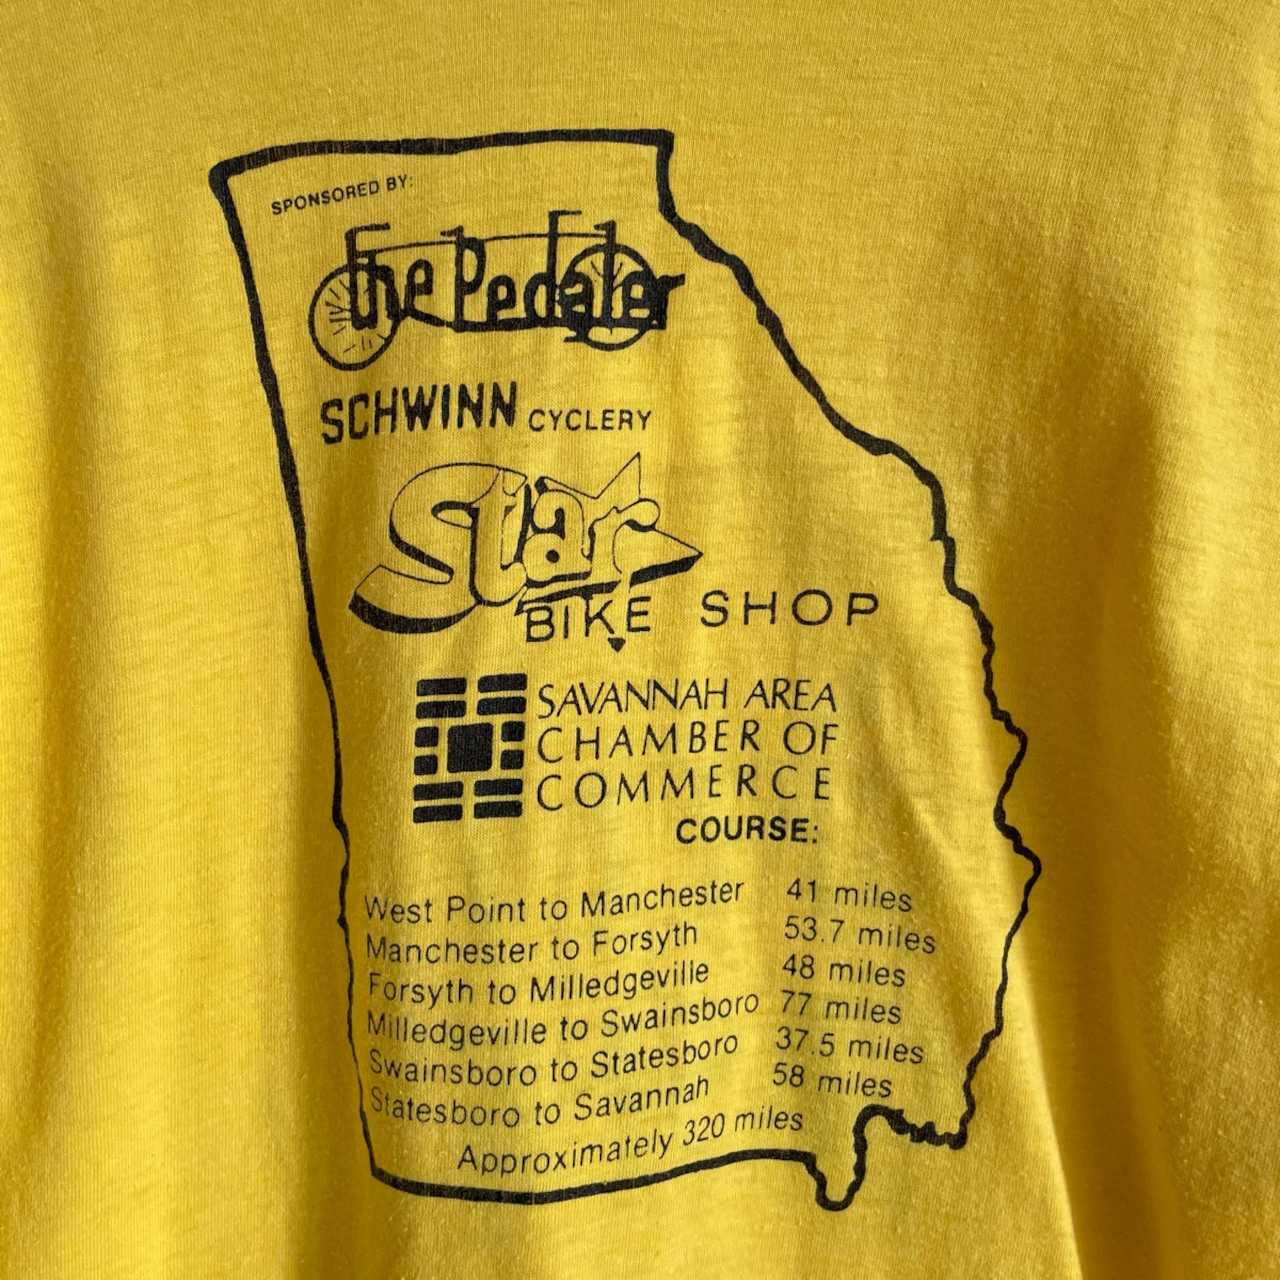 SPONSORED BY:
The Pedaler
SCHWINN CYCLERY
Star
BIKE SHOP
SAVANNAH AREA
CHAMBER OF
COMMERCE
COURSE:
West Point to Manchester 41 miles
Manchester to Forsyth 53.7 miles
Forsyth to Milledgeville 48 miles
Milledgeville to Swainsboro 77 miles
Swainsboro to Statesboro 37.5 miles
Statesboro to Savannah 58 miles
Approximately 320 miles